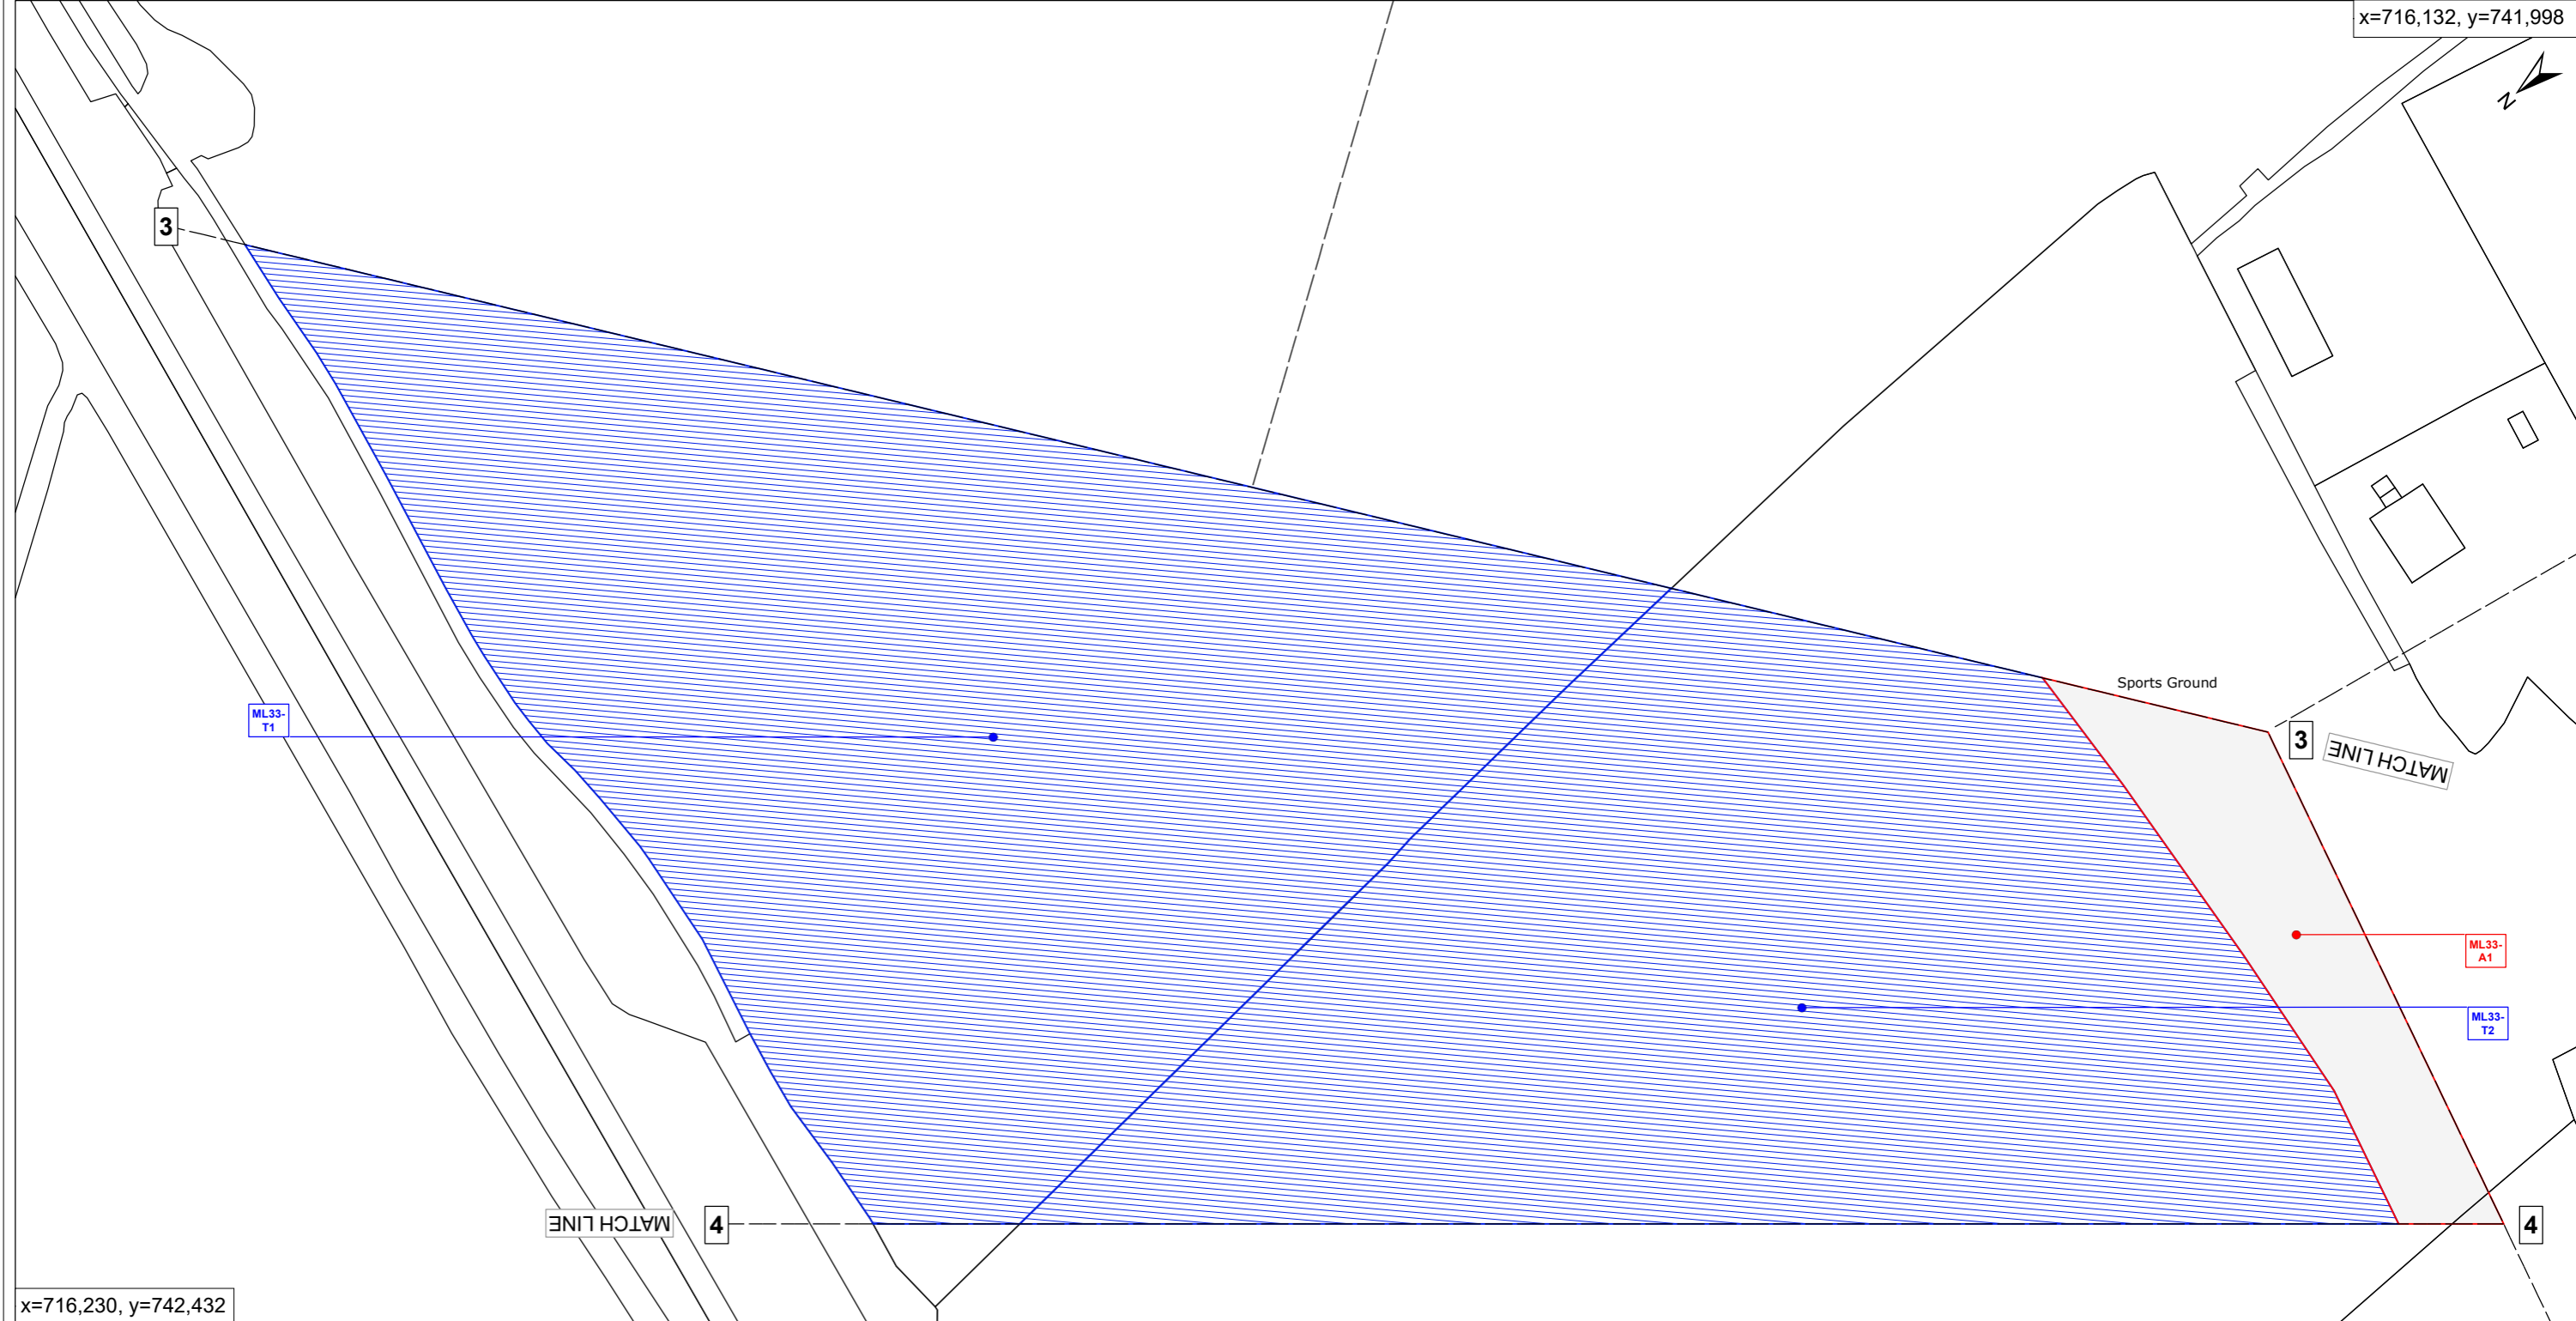 x=716,132, y=741,998
N
3
Sports Ground
ML33-
T1
3
MATCH LINE
ML33-
A1
ML33-
T2
MATCH LINE
4
4
x=716,230, y=742,432